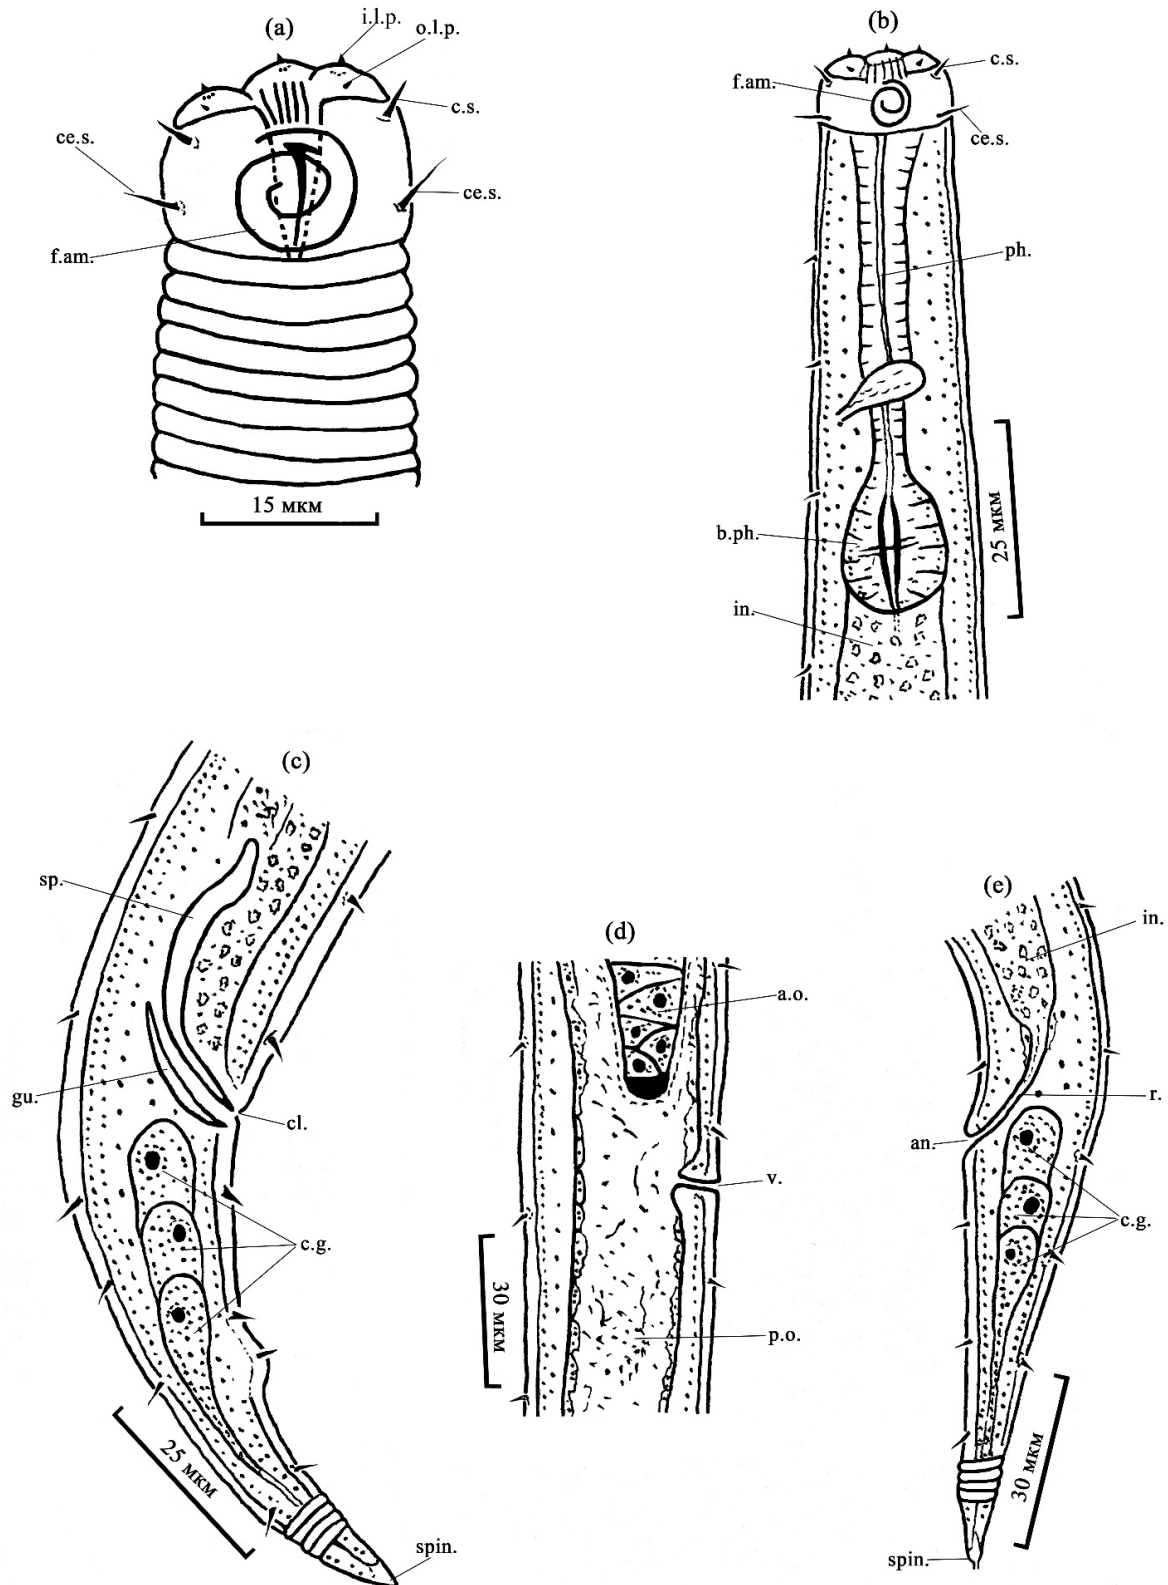 (a)
i.l.p.
o.l.p.
c.s.
ce.s.
ce.s.
f.am.
15 мкм
(b)
c.s.
f.am.
ce.s.
ph.
b.ph.
in.
25 мкм
(c)
sp.
gu.
cl.
c.g.
25 мкм
spin.
(d)
a.o.
v.
p.o.
30 мкм
(e)
in.
r.
an.
c.g.
30 мкм
spin.